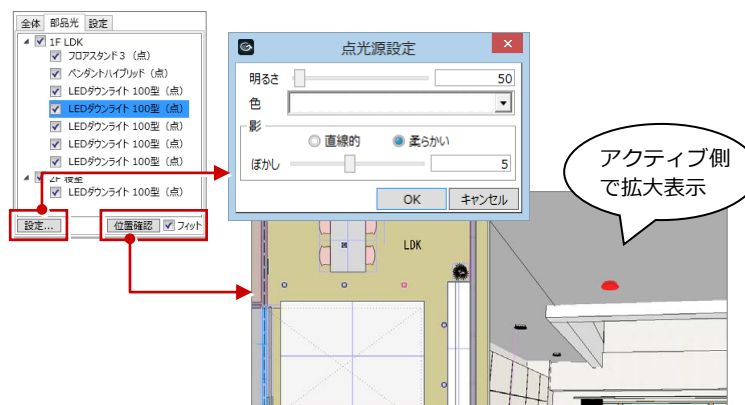 全体 部品光 設定
1F LDK
フロアスタンド3（点）
ペンダントハイブリッド（点）
LEDダウンライト 100型（点）
LEDダウンライト 100型（点）
LEDダウンライト 100型（点）
LEDダウンライト 100型（点）
LEDダウンライト 100型（点）
2F
LEDダウンライト 100型（点）
設定... 位置確認 フィット
点光源設定
明るさ 50
色
影
直線的 柔らかい
ぼかし 5
OK キャンセル
アクティブ側
で拡大表示
LDK